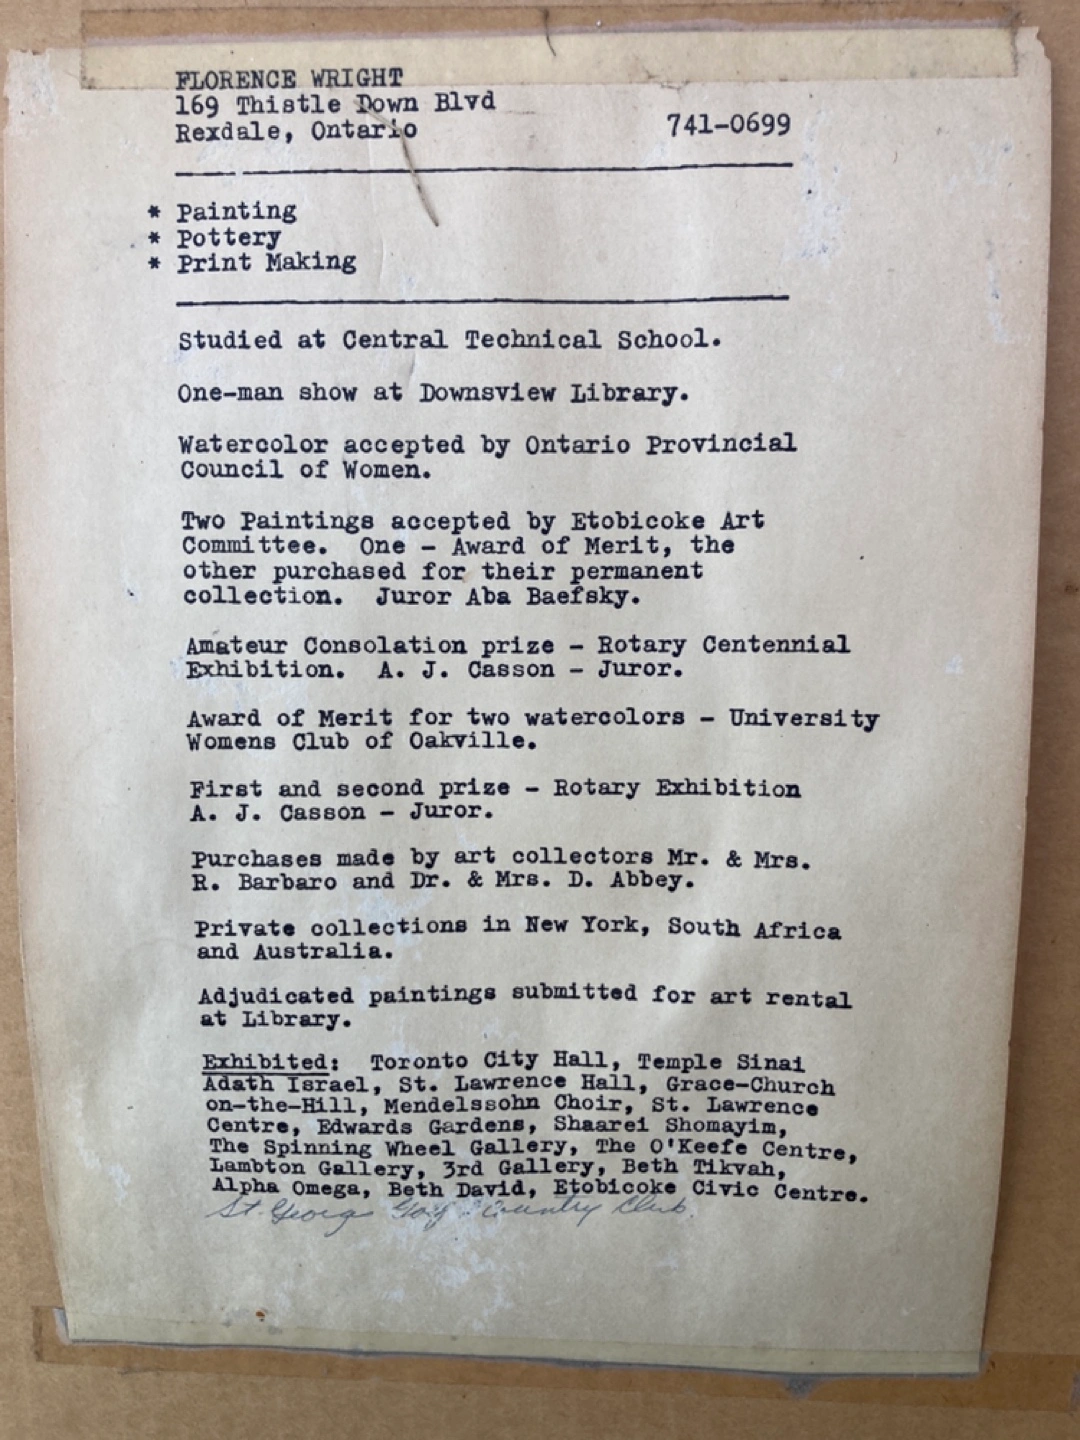 FLORENCE WRIGHT
169 Thistle Down Blvd
Rexdale, Ontario 741-0699
* Painting
* Pottery
* Print Making
Studied at Central Technical School.
One-man show at Downsview Library.
Watercolor accepted by Ontario Provincial
Council of Women.
Two Paintings accepted by Etobicoke Art
Committee. One - Award of Merit, the
other purchased for their permanent
collection. Juror Aba Baefsky.
Amateur Consolation prize - Rotary Centennial
Exhibition. A. J. Casson - Juror.
Award of Merit for two watercolors - University
Womens Club of Oakville.
First and second prize - Rotary Exhibition
A. J. Casson - Juror.
Purchases made by art collectors Mr. & Mrs.
R. Barbaro and Dr. & Mrs. D. Abbey.
Private collections in New York, South Africa
and Australia.
Adjudicated paintings submitted for art rental
at Library.
Exhibited: Toronto City Hall, Temple Sinai
Adath Israel, St. Lawrence Hall, Grace-Church
on-the-Hill, Mendelssohn Choir, St. Lawrence
Centre, Edwards Gardens, Shaarei Shomayim,
The Spinning Wheel Gallery, The O'Keefe Centre,
Lambton Gallery, 3rd Gallery, Beth Tikvah,
Alpha Omega, Beth David, Etobicoke Civic Centre.
St. George Golf & Country Club.